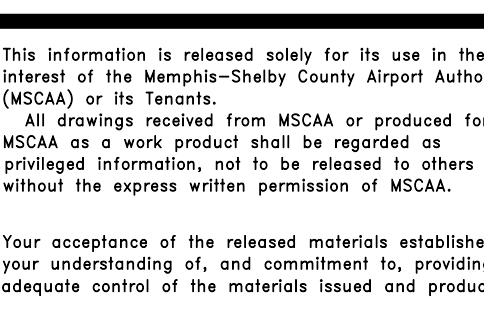 This information is released solely for its use in the
interest of the Memphis-Shelby County Airport Autho
(MSCAA) or its Tenants.
All drawings received from MSCAA or produced for
MSCAA as a work product shall be regarded as
privileged information, not to be released to others
without the express written permission of MSCAA.
Your acceptance of the released materials establishe
your understanding of, and commitment to, providing
adequate control of the materials issued and produc